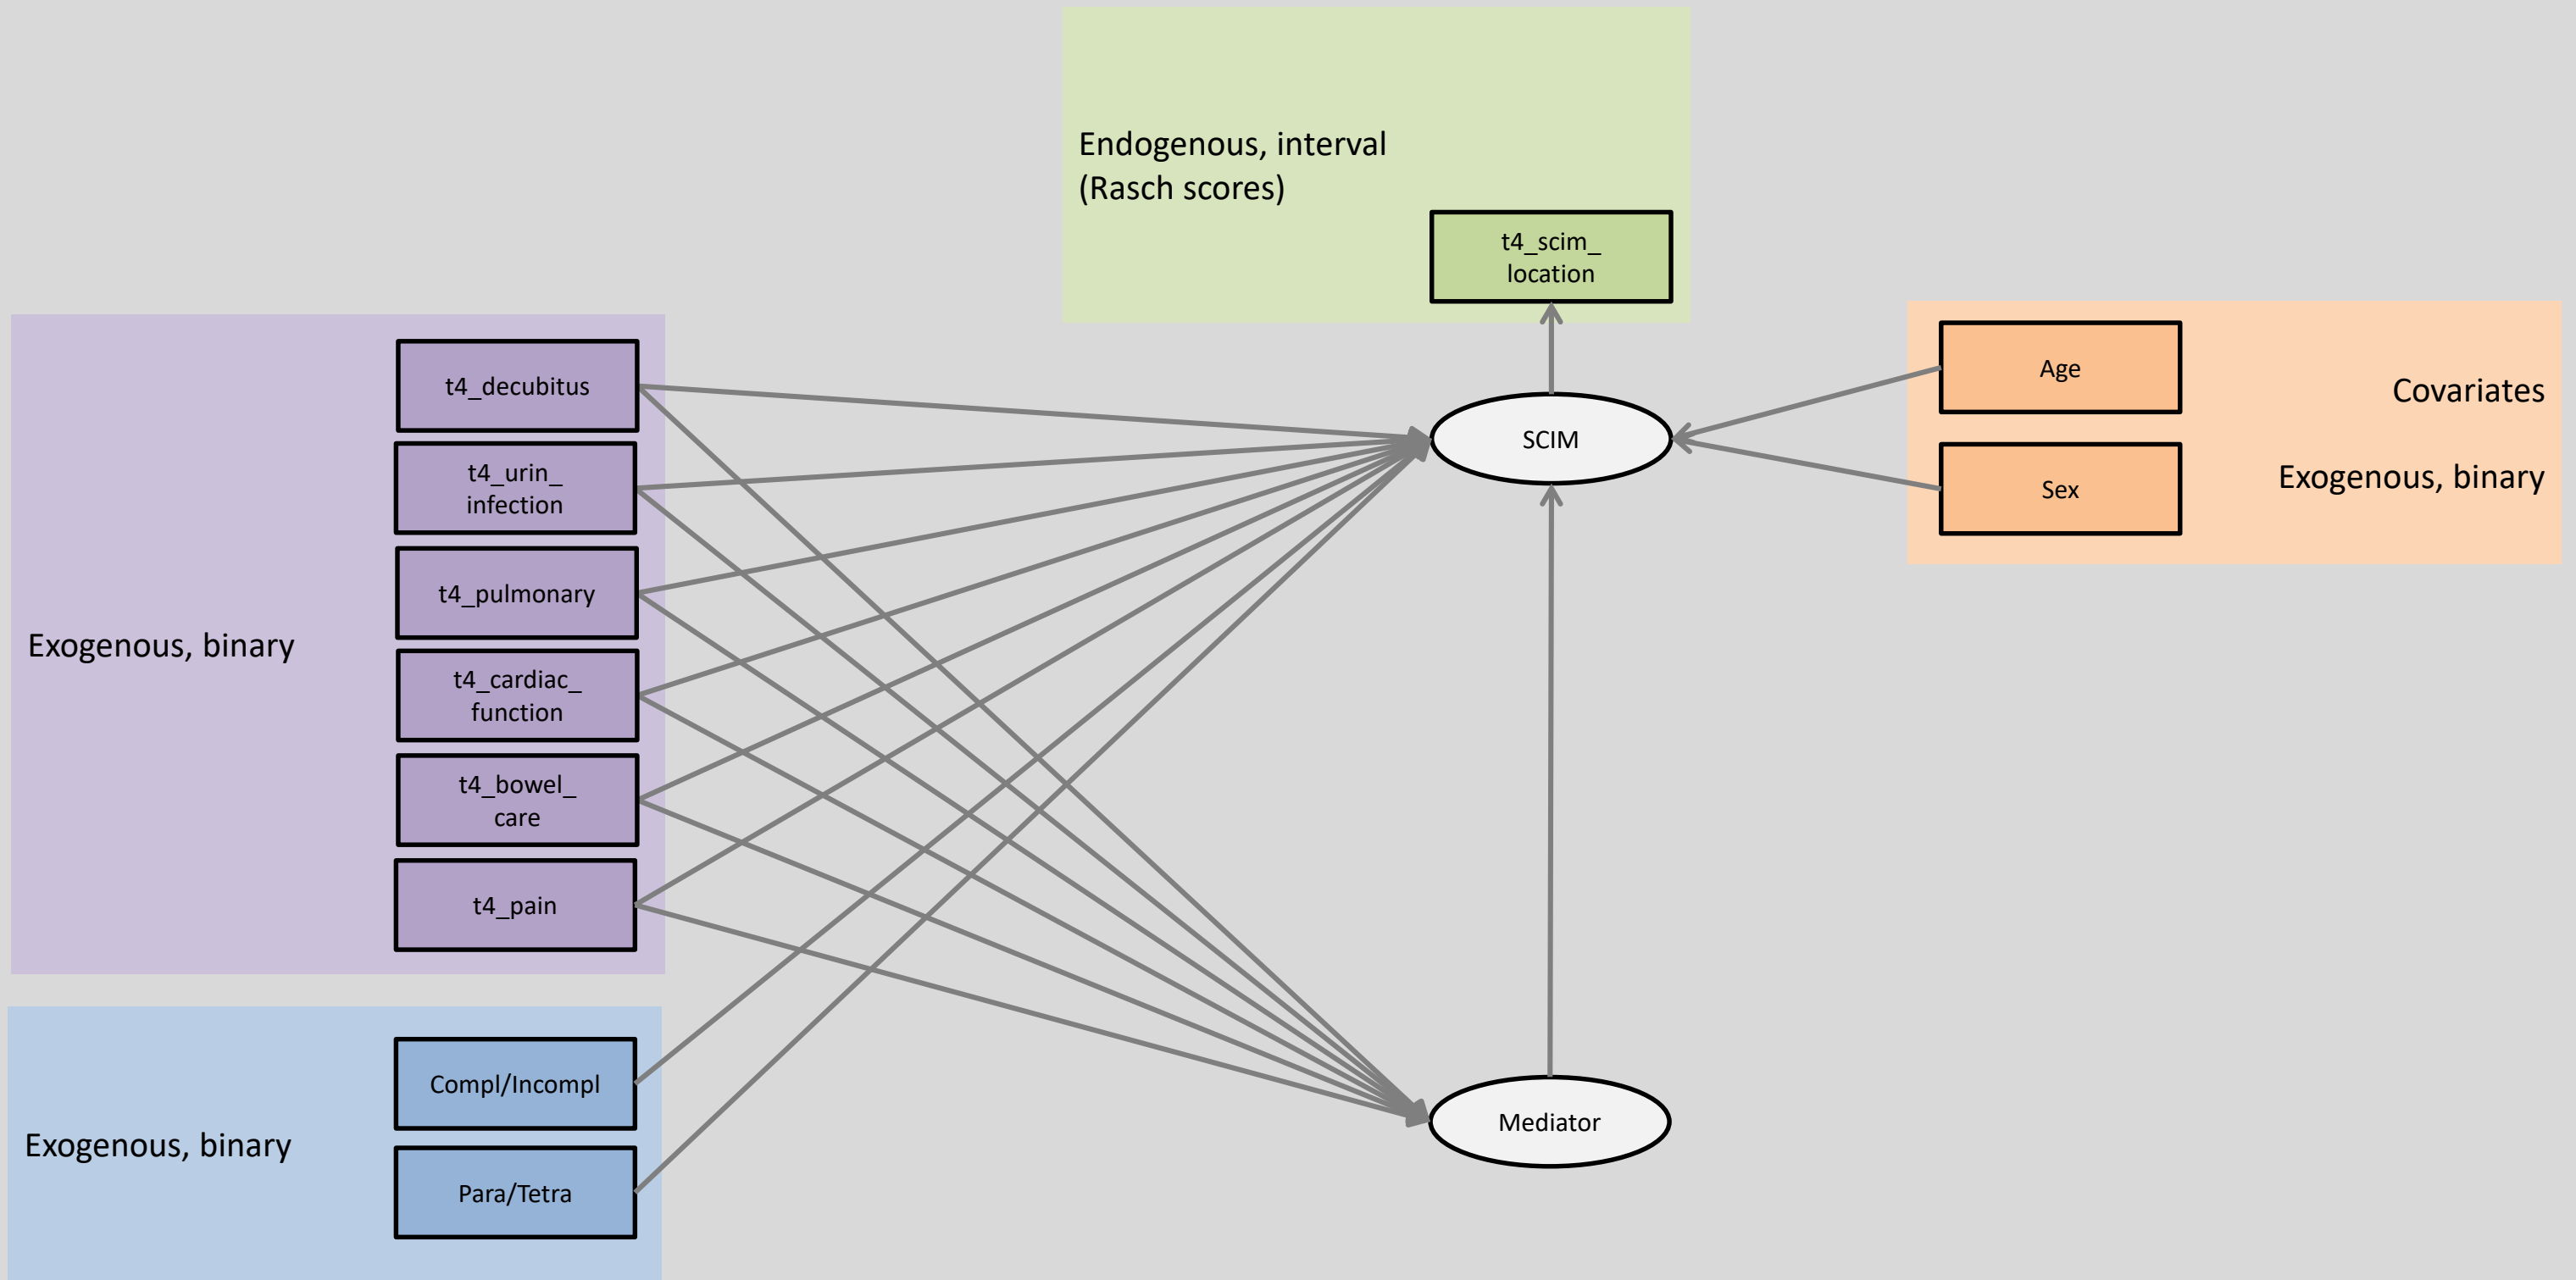 Endogenous, interval
(Rasch scores)
t4_scim_
location
t4_decubitus
t4_urin_
infection
t4_pulmonary
t4_cardiac_
function
t4_bowel_
care
t4_pain
Exogenous, binary
SCIM
Age
Sex
Covariates
Exogenous, binary
Compl/Incompl
Para/Tetra
Exogenous, binary
Mediator